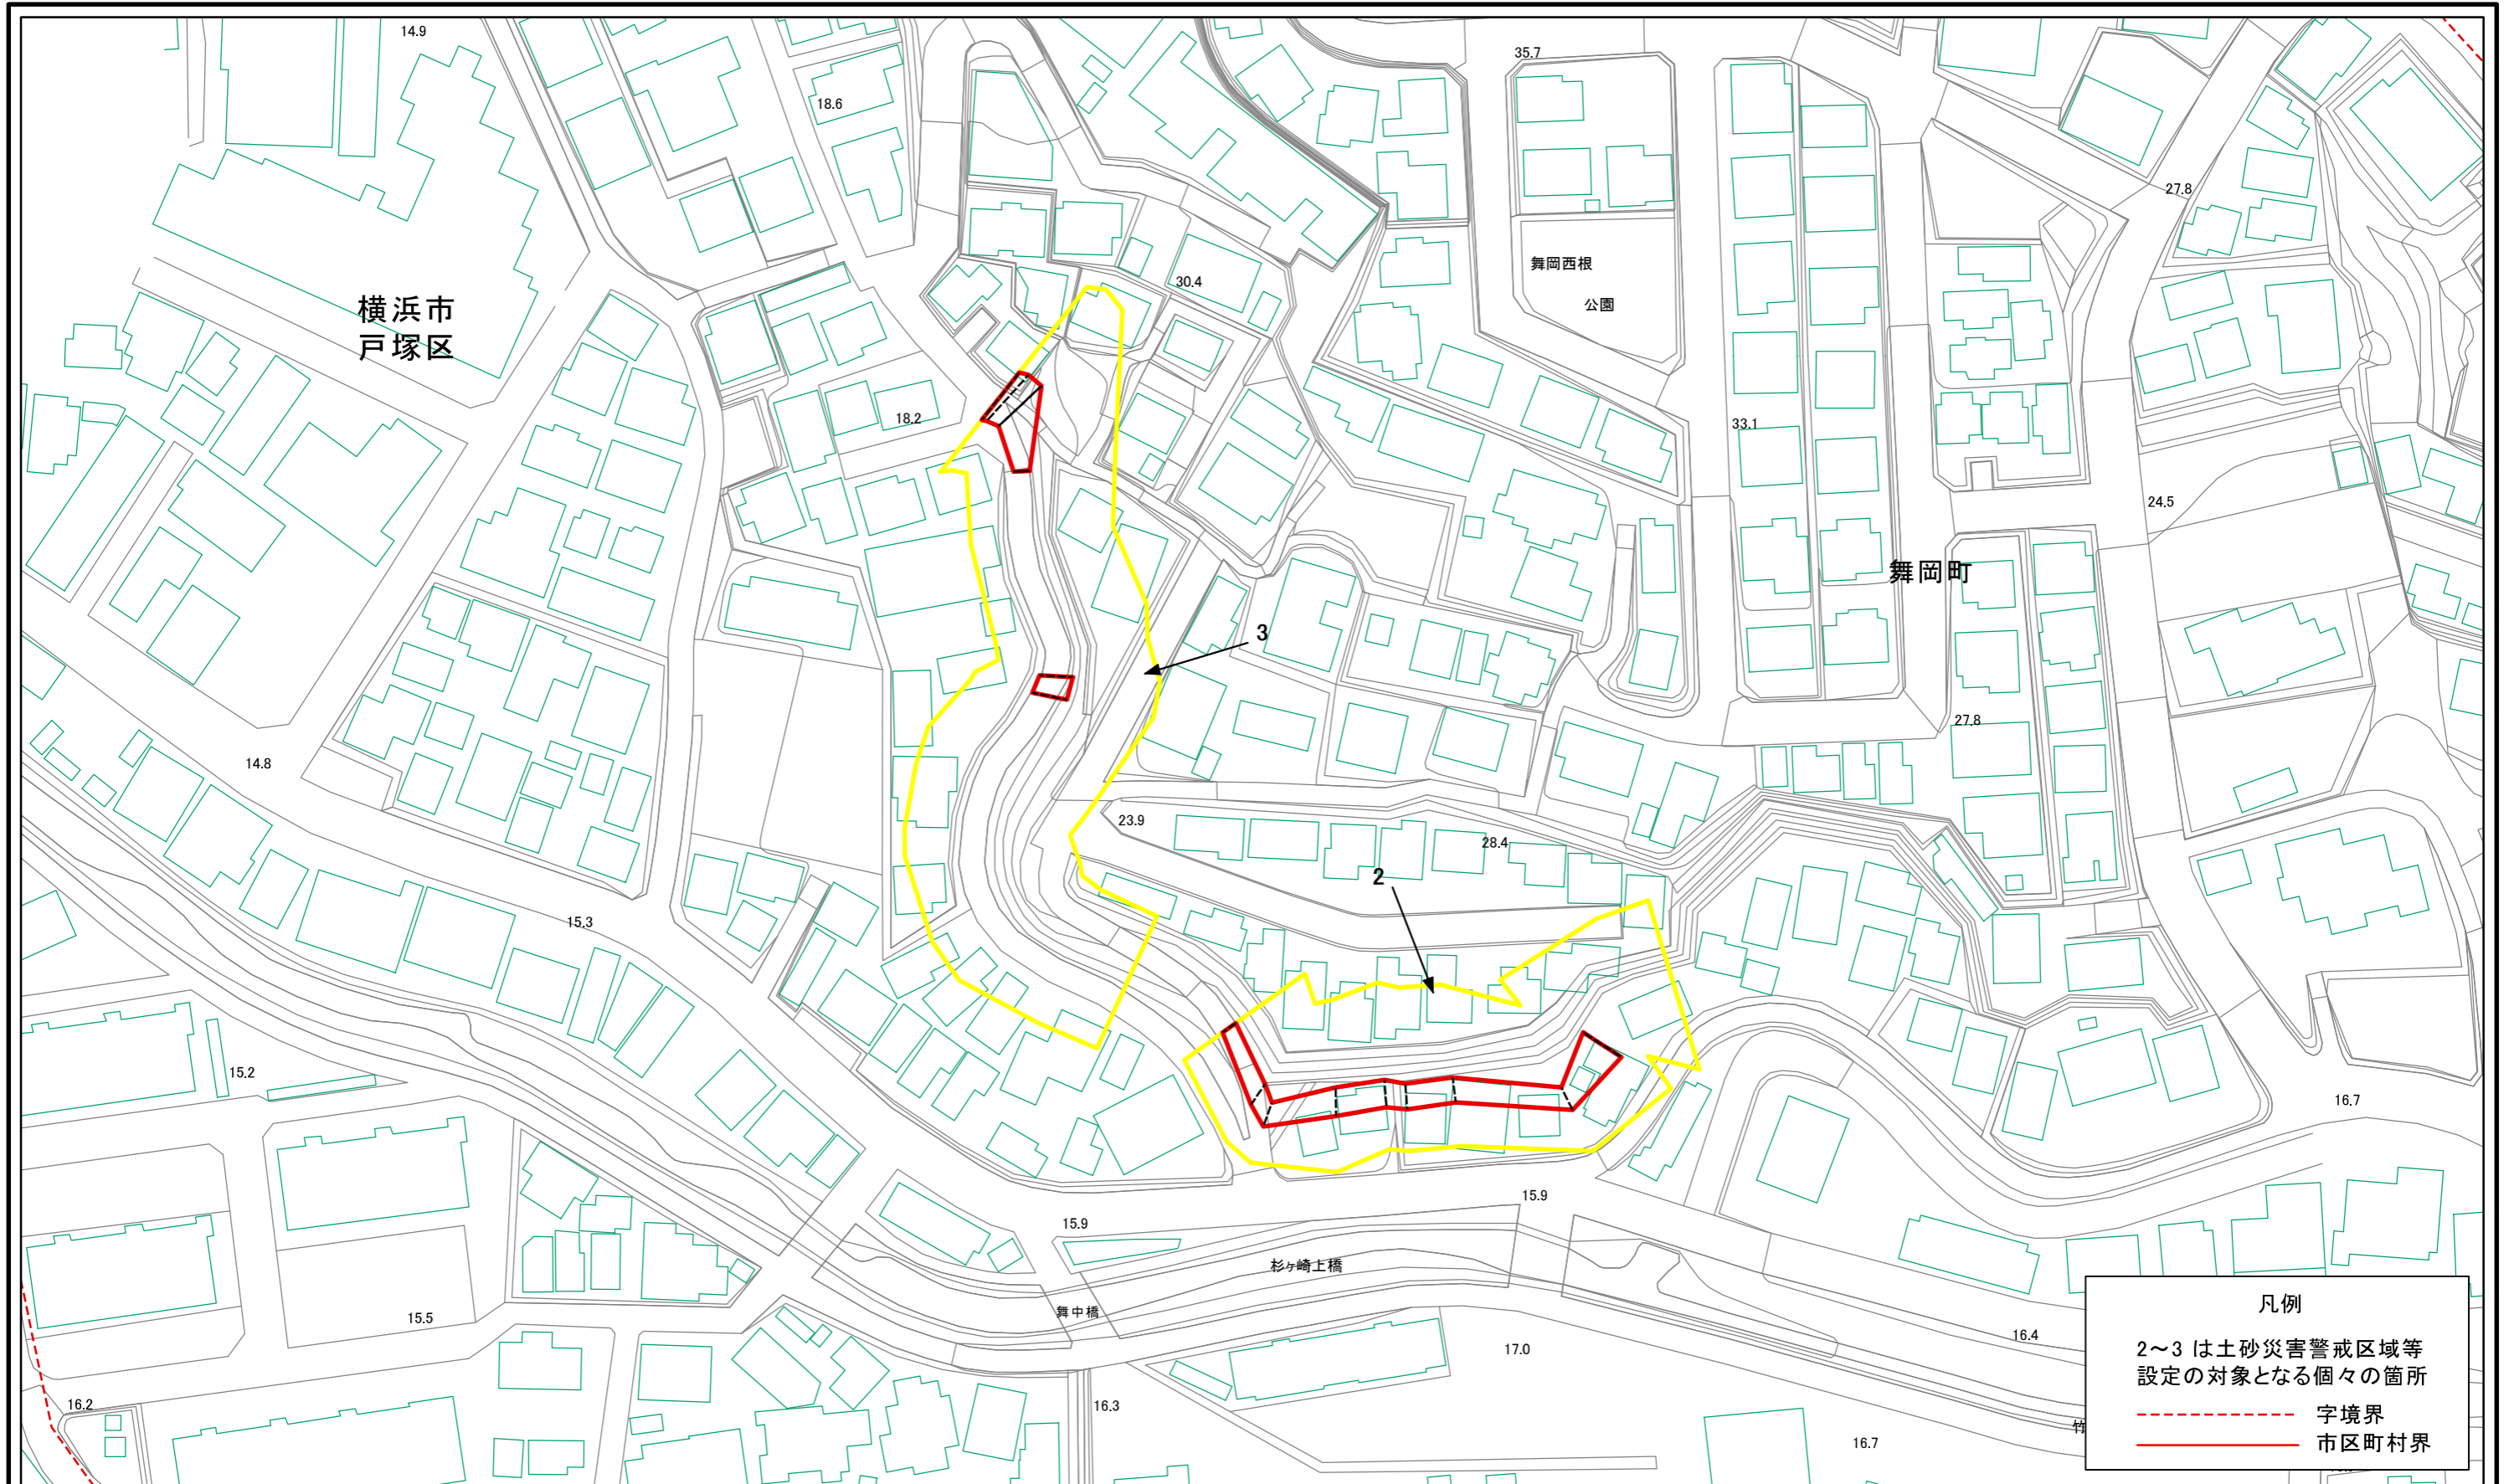 14.9
35.7
18.6
27.8
舞岡西根
公園
30.4
横浜市
戸塚区
18.2
33.1
24.5
舞岡町
3
27.8
14.8
23.9
28.4
2
15.3
15.2
16.7
15.9
15.9
杉ヶ崎上橋
舞中橋
15.5
17.0
16.4
16.2
16.3
16.7
竹
凡例
2～3 は土砂災害警戒区域等
設定の対象となる個々の箇所
字境界
市区町村界